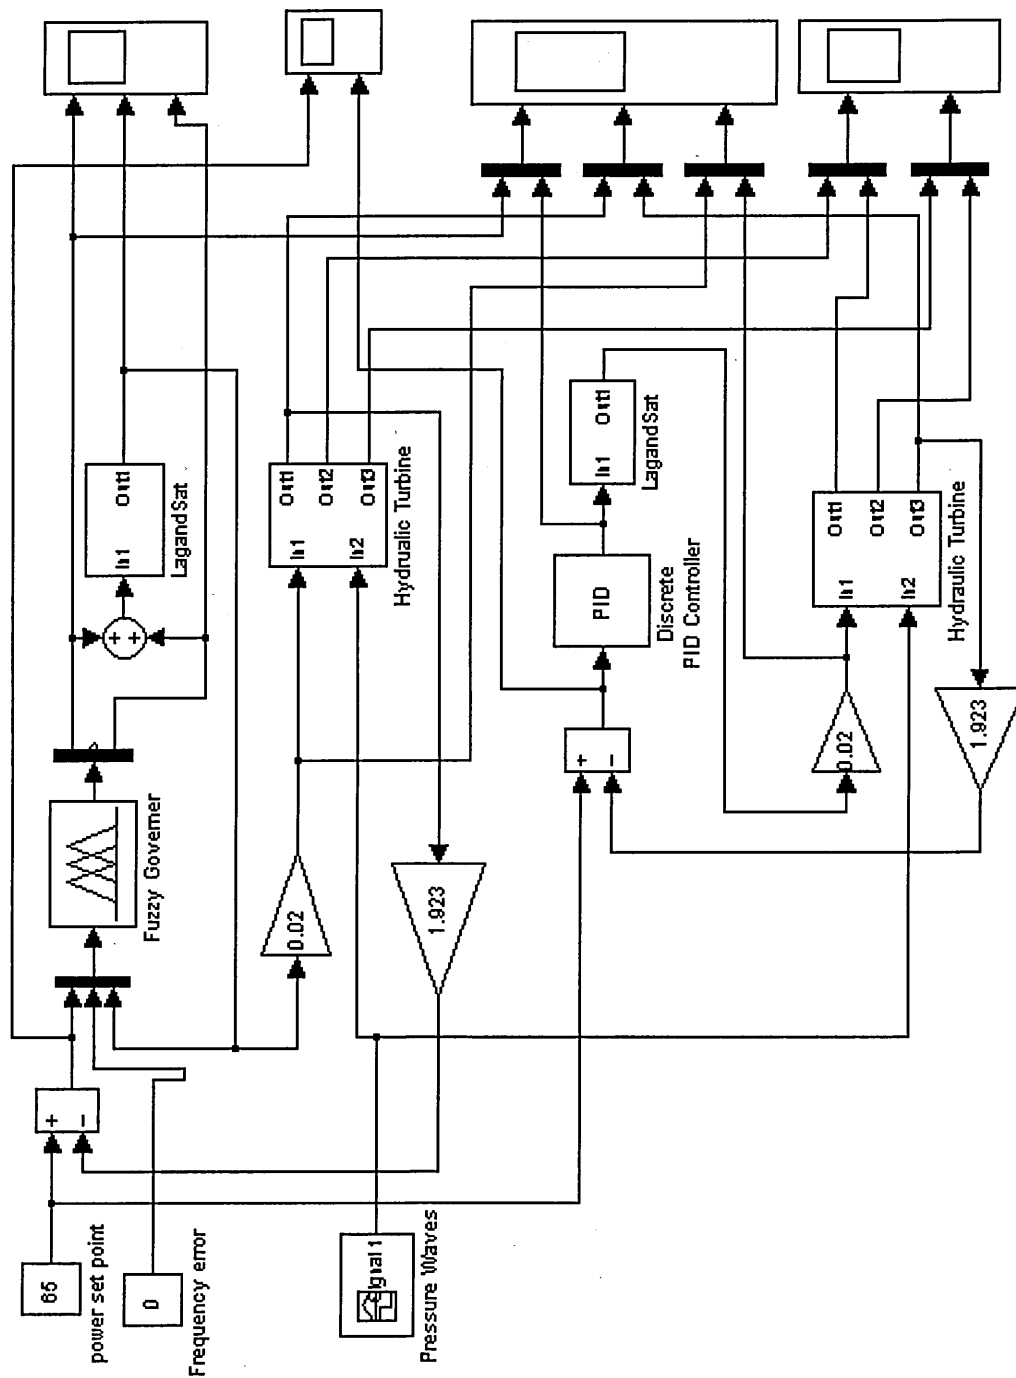 65
power set point
0
Frequency error
+
-
Fuzzy Governer
+
+
In1
Out1
LagandSat
0.02
1.923
In1
In2
Out1
Out2
Out3
Hydrualic Turbine
Signal 1
Pressure Waves
+
-
PID
Discrete
PID Controller
In1
Out1
LagandSat
0.02
In1
In2
Out1
Out2
Out3
Hydraulic Turbine
1.923